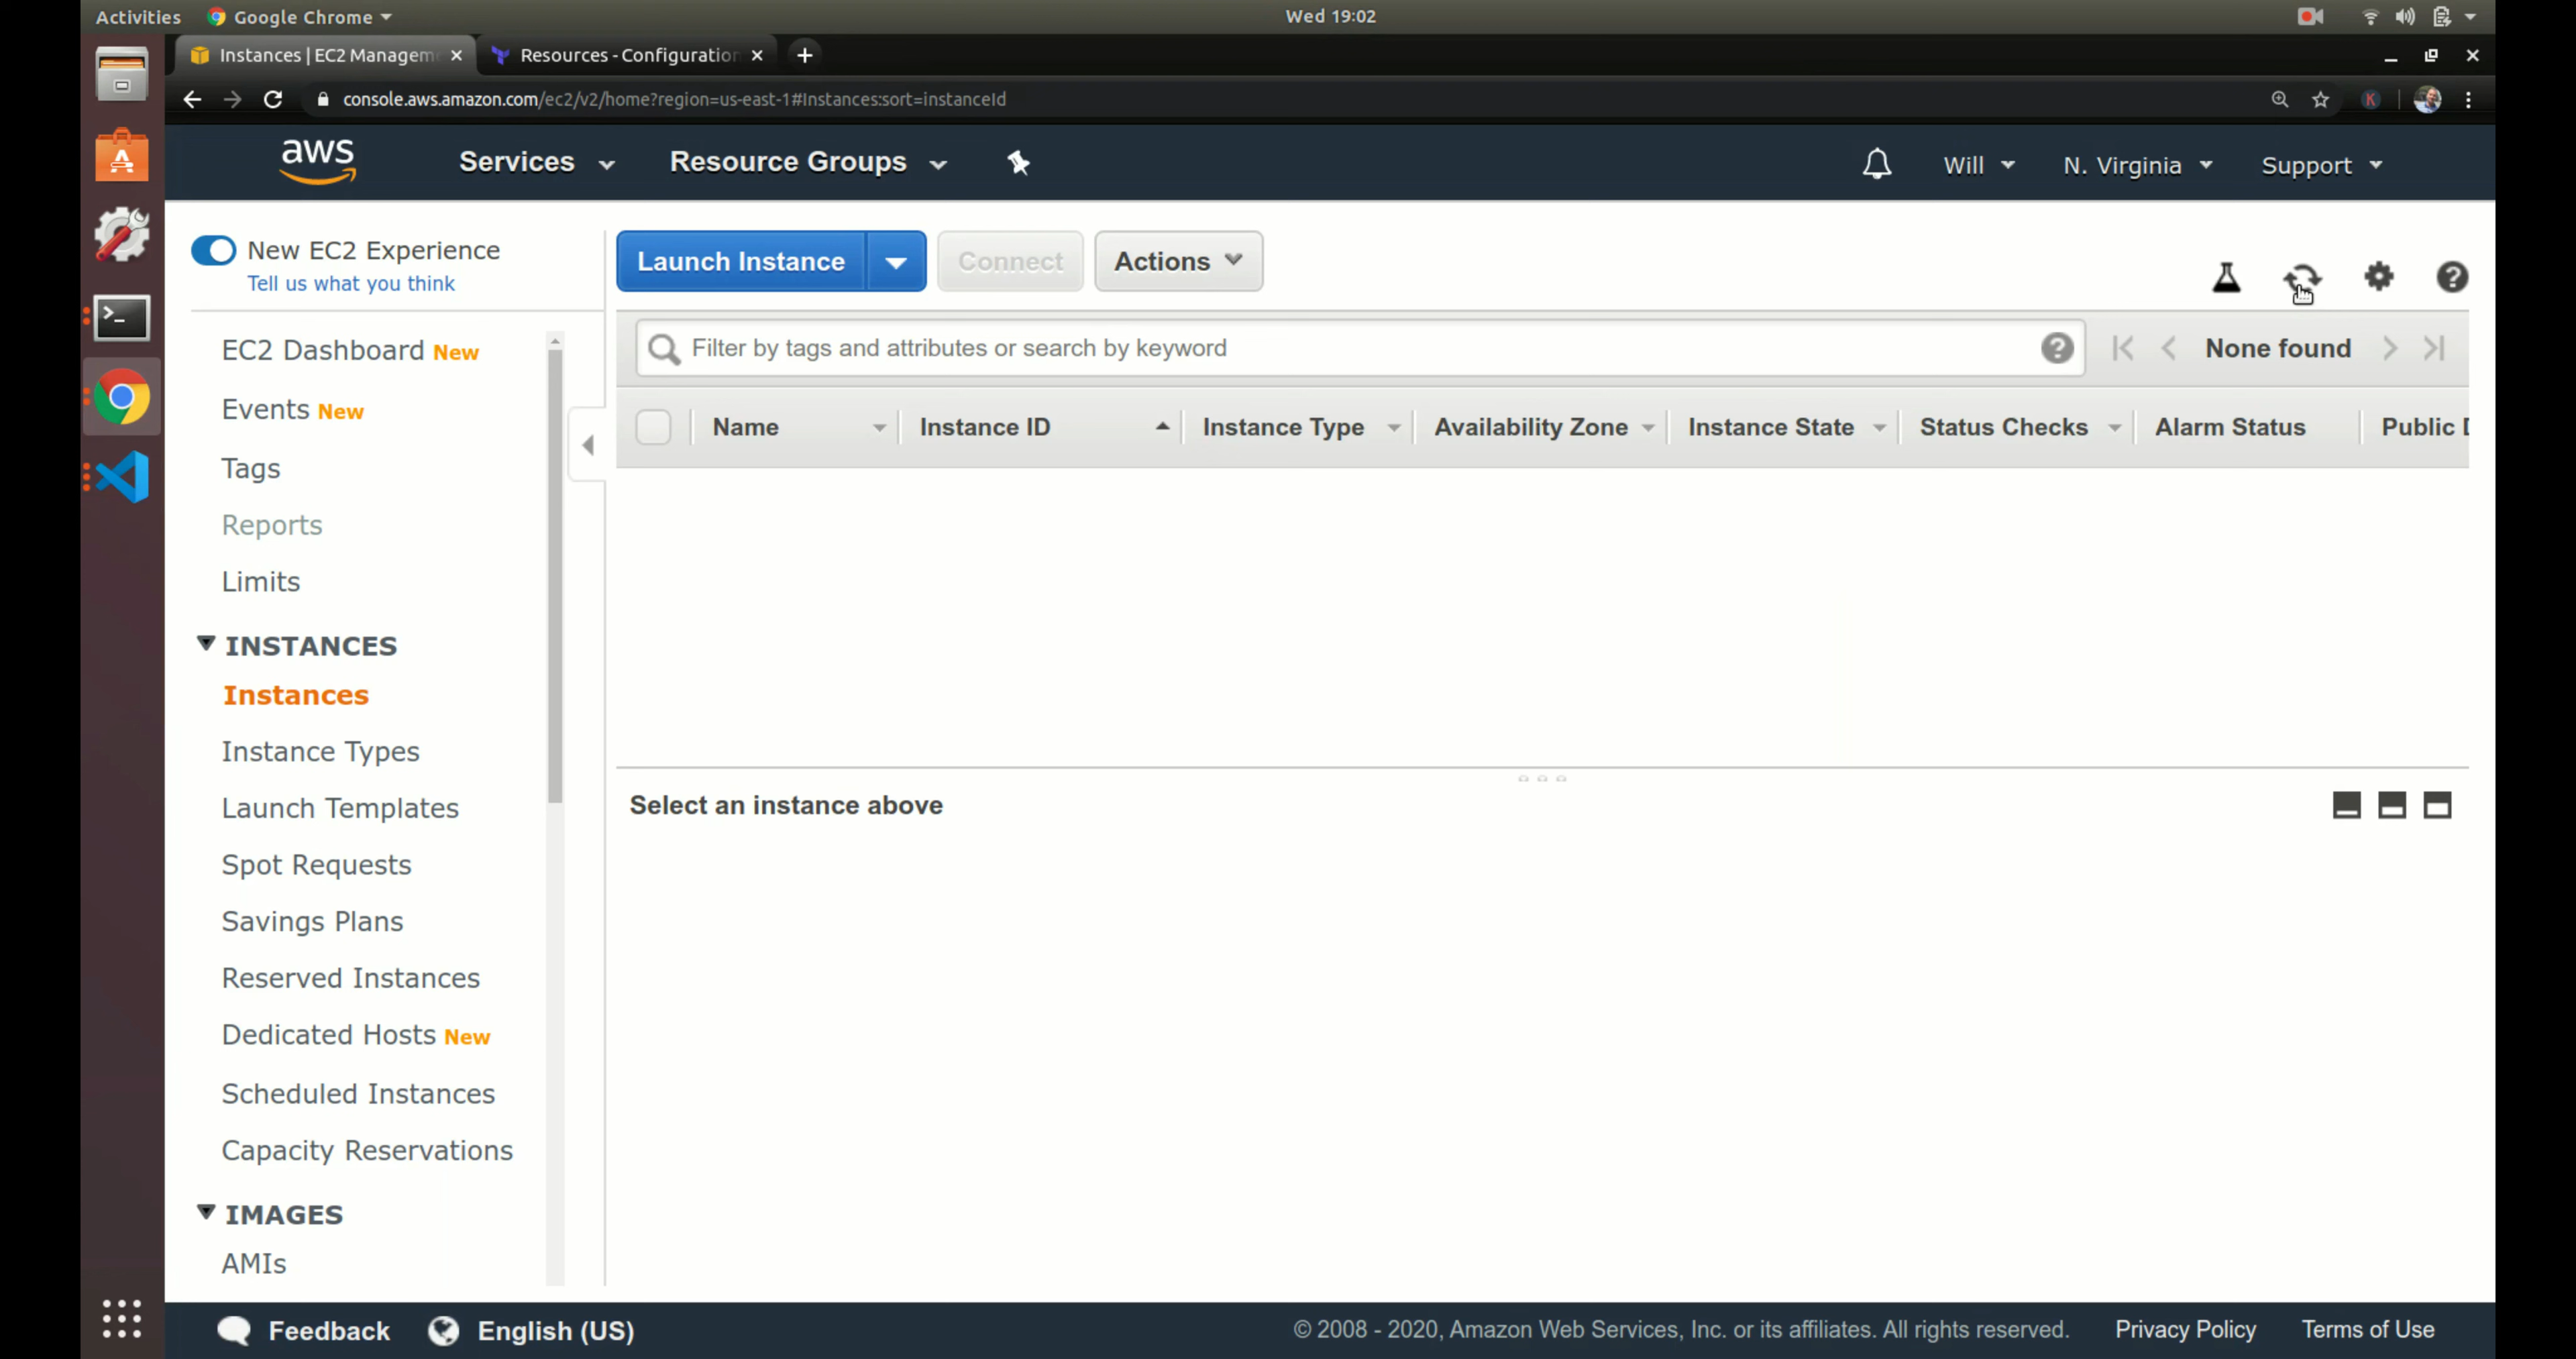 Activities Google Chrome Wed 19:02
Instances | EC2 Managem Resources - Configuration
console.aws.amazon.com/ec2/v2/home?region=us-east-1#Instances:sort=instanceId
aws Services Resource Groups Will N. Virginia Support
New EC2 Experience
Tell us what you think
Launch Instance Connect Actions
EC2 Dashboard New
Events New
Tags
Reports
Limits
INSTANCES
Instances
Instance Types
Launch Templates
Spot Requests
Savings Plans
Reserved Instances
Dedicated Hosts New
Scheduled Instances
Capacity Reservations
IMAGES
AMIs
Filter by tags and attributes or search by keyword None found
Name Instance ID Instance Type Availability Zone Instance State Status Checks Alarm Status Public
Select an instance above
Feedback English (US) © 2008 - 2020, Amazon Web Services, Inc. or its affiliates. All rights reserved. Privacy Policy Terms of Use